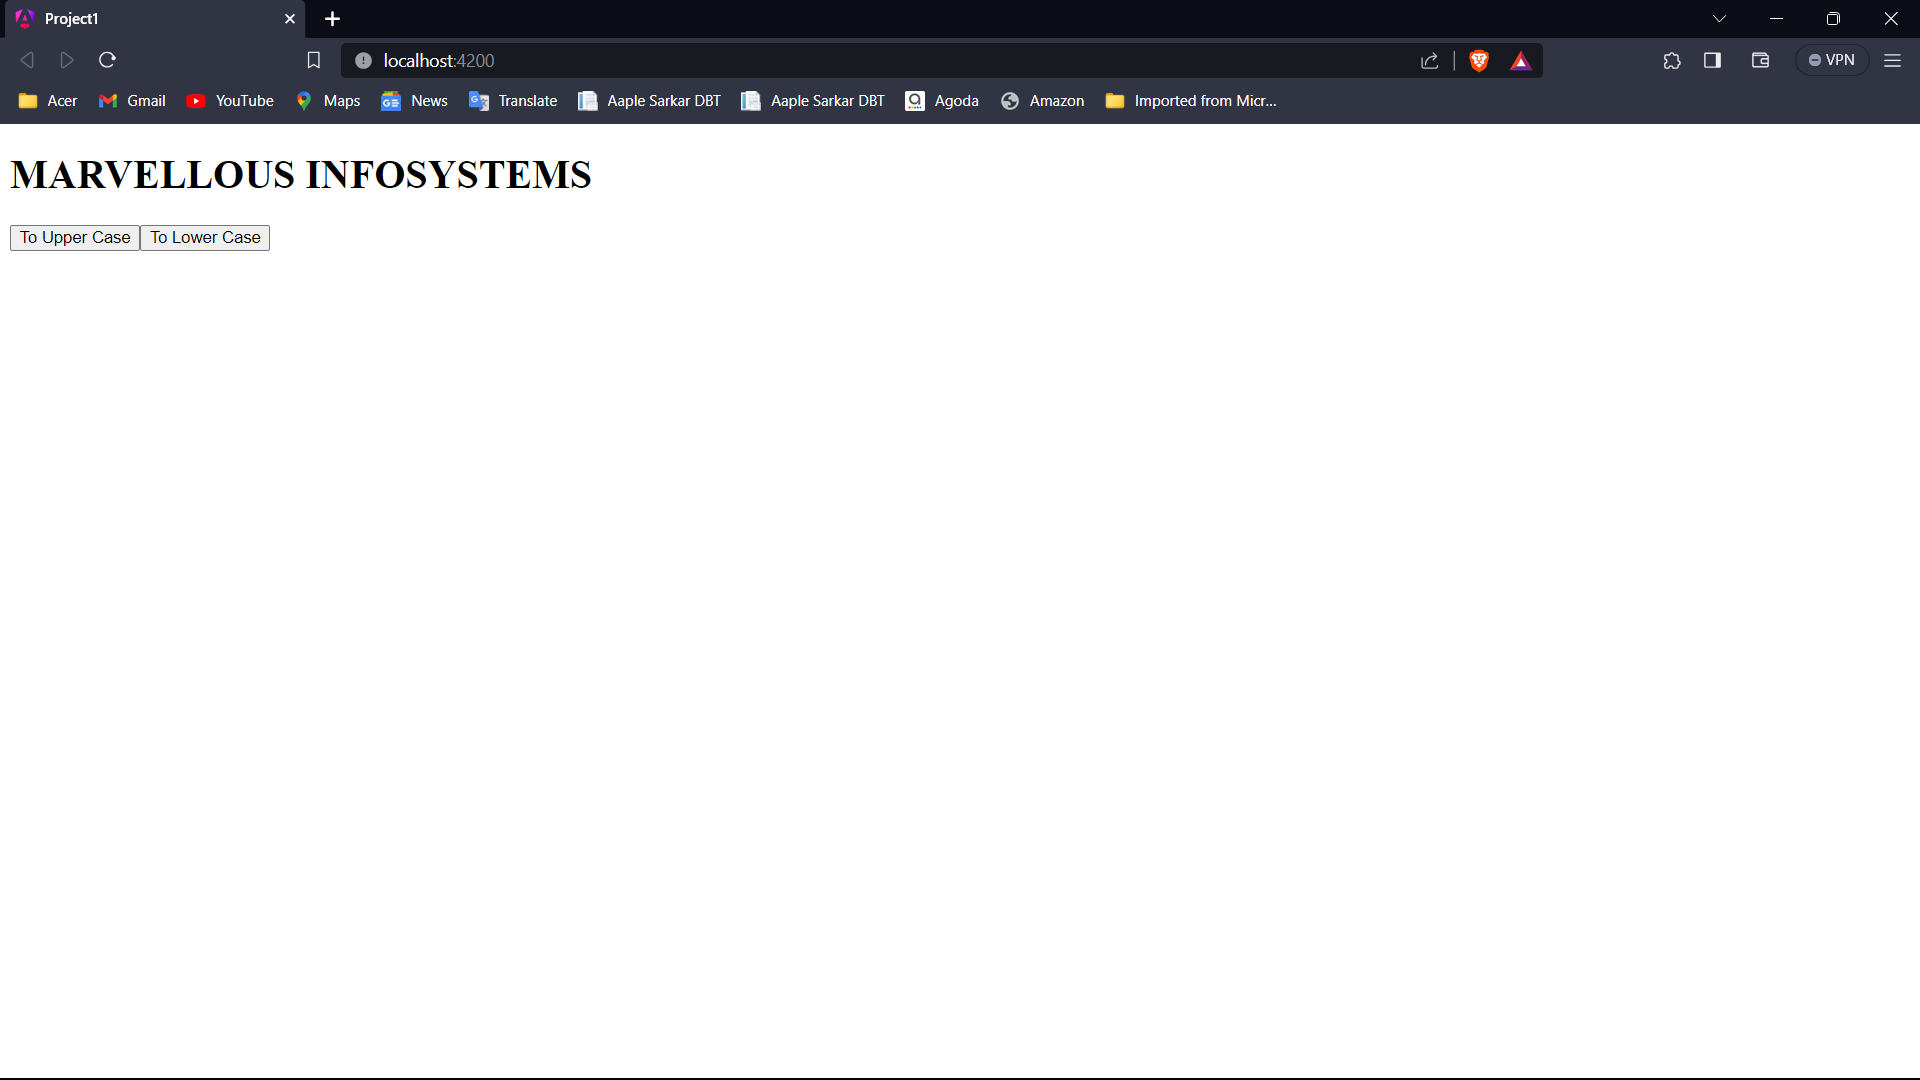 Project1
localhost:4200
VPN
Acer Gmail YouTube Maps News Translate Aaple Sarkar DBT Aaple Sarkar DBT Agoda Amazon Imported from Micr...
MARVELLOUS INFOSYSTEMS
To Upper Case To Lower Case